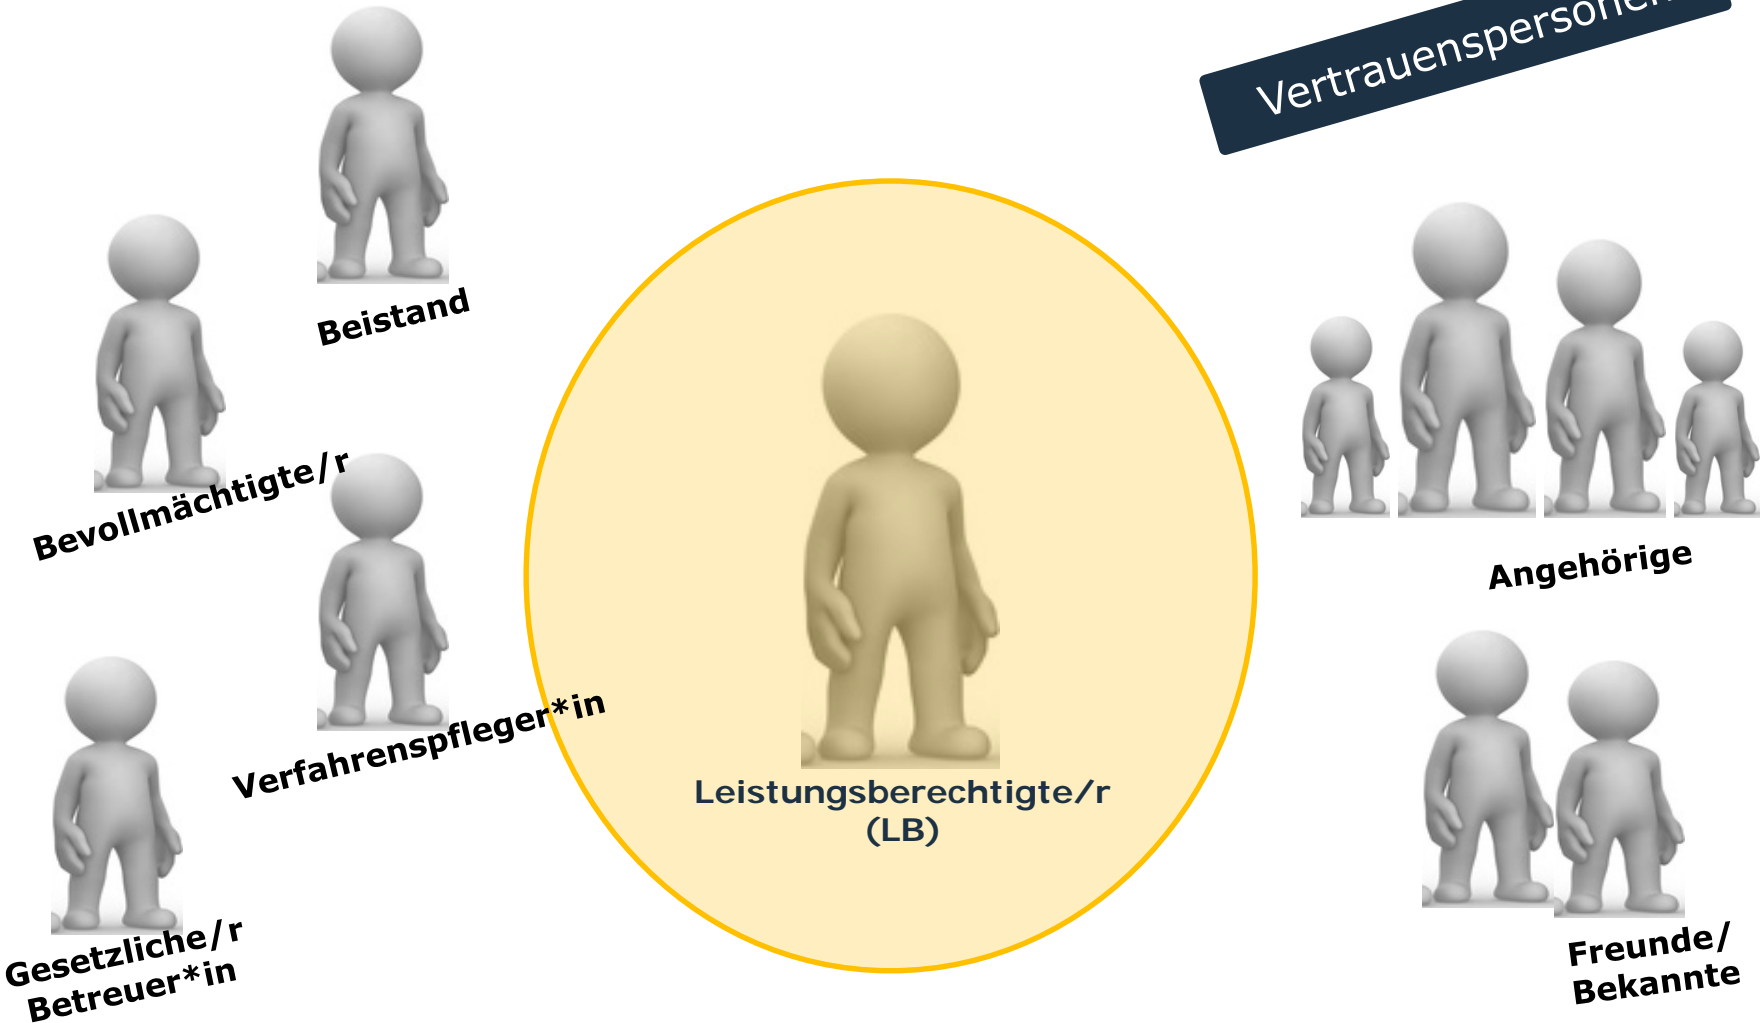 Vertrauenspersonen
Beistand
Bevollmächtigte/r
Angehörige
Verfahrenspfleger*in
Leistungsberechtigte/r
(LB)
Gesetzliche/r
Betreuer*in
Freunde/
Bekannte